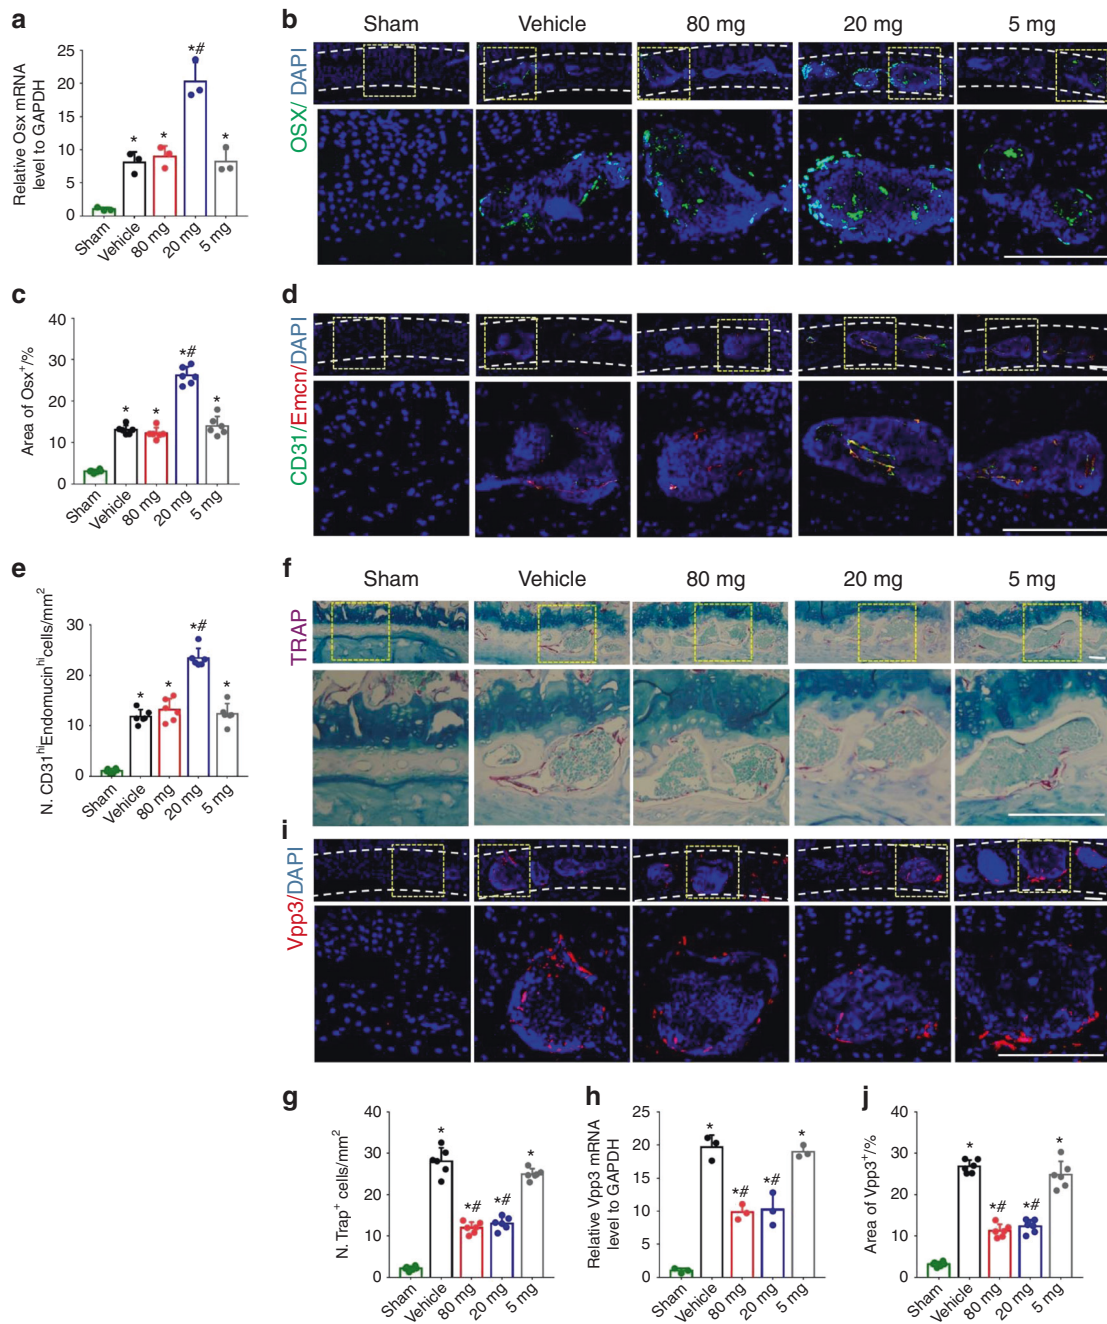 a
Relative Osx mRNA
level to GAPDH
25
20
15
10
5
0
*
*
*#
*
Sham
Vehicle
80 mg
20 mg
5 mg
b
Sham
Vehicle
80 mg
20 mg
5 mg
OSX/ DAPI
c
Area of Osx+/%
40
30
20
10
0
*
*
*#
*
Sham
Vehicle
80 mg
20 mg
5 mg
d
CD31/Emcn/DAPI
e
N. CD31hiEndomucinhicells/mm2
30
20
10
0
*
*
*#
*
Sham
Vehicle
80 mg
20 mg
5 mg
f
Sham
Vehicle
80 mg
20 mg
5 mg
TRAP
i
Vpp3/DAPI
g
N. Trap+ cells/mm2
40
30
20
10
0
*
*#
*#
*
Sham
Vehicle
80 mg
20 mg
5 mg
h
Relative Vpp3 mRNA
level to GAPDH
25
20
15
10
5
0
*
*#
*#
*
Sham
Vehicle
80 mg
20 mg
5 mg
j
Area of Vpp3+/%
40
30
20
10
0
*
*#
*#
*
Sham
Vehicle
80 mg
20 mg
5 mg